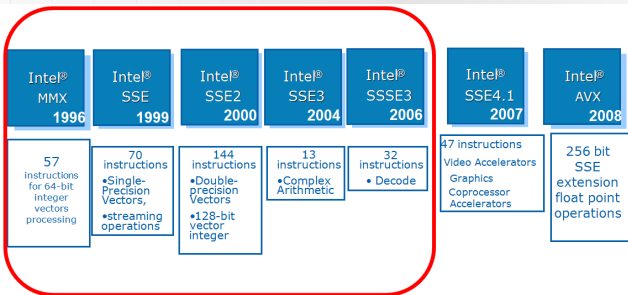 Intel®
MMX
1996
Intel®
SSE
1999
Intel®
SSE2
2000
Intel®
SSE3
2004
Intel®
SSSE3
2006
Intel®
SSE4.1
2007
Intel®
AVX
2008
57
instructions
for 64-bit
integer
vectors
processing
70
instructions
•Single-
Precision
Vectors,
•streaming
operations
144
instructions
•Double-
precision
Vectors
•128-bit
vector
integer
13
instructions
•Complex
Arithmetic
32
instructions
• Decode
47 instructions
Video Accelerators
Graphics
Coprocessor
Accelerators
256 bit
SSE
extension
float point
operations